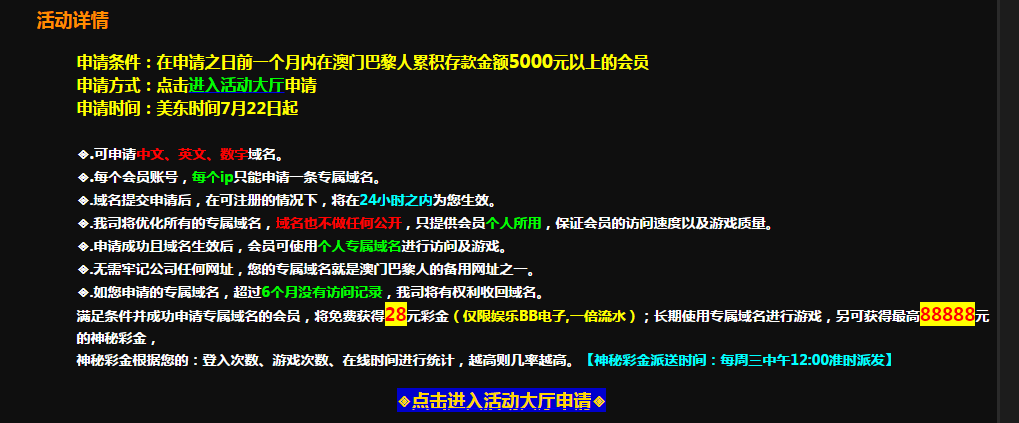 活动详情
申请条件：在申请之日前一个月内在澳门巴黎人累积存款金额5000元以上的会员
申请方式：点击进入活动大厅申请
申请时间：美东时间7月22日起
◈.可申请中文、英文、数字域名。
◈.每个会员账号，每个ip只能申请一条专属域名。
◈.域名提交申请后，在可注册的情况下，将在24小时之内为您生效。
◈.我司将优化所有的专属域名，域名也不做任何公开，只提供会员个人所用，保证会员的访问速度以及游戏质量。
◈.申请成功且域名生效后，会员可使用个人专属域名进行访问及游戏。
◈.无需牢记公司任何网址，您的专属域名就是澳门巴黎人的备用网址之一。
◈.如您申请的专属域名，超过6个月没有访问记录，我司将有权利收回域名。
满足条件并成功申请专属域名的会员，将免费获得28元彩金（仅限娱乐BB电子,一倍流水）；长期使用专属域名进行游戏，另可获得最高88888元
的神秘彩金，
神秘彩金根据您的：登入次数、游戏次数、在线时间进行统计，越高则几率越高。【神秘彩金派送时间：每周三中午12:00准时派发】
◈点击进入活动大厅申请◈